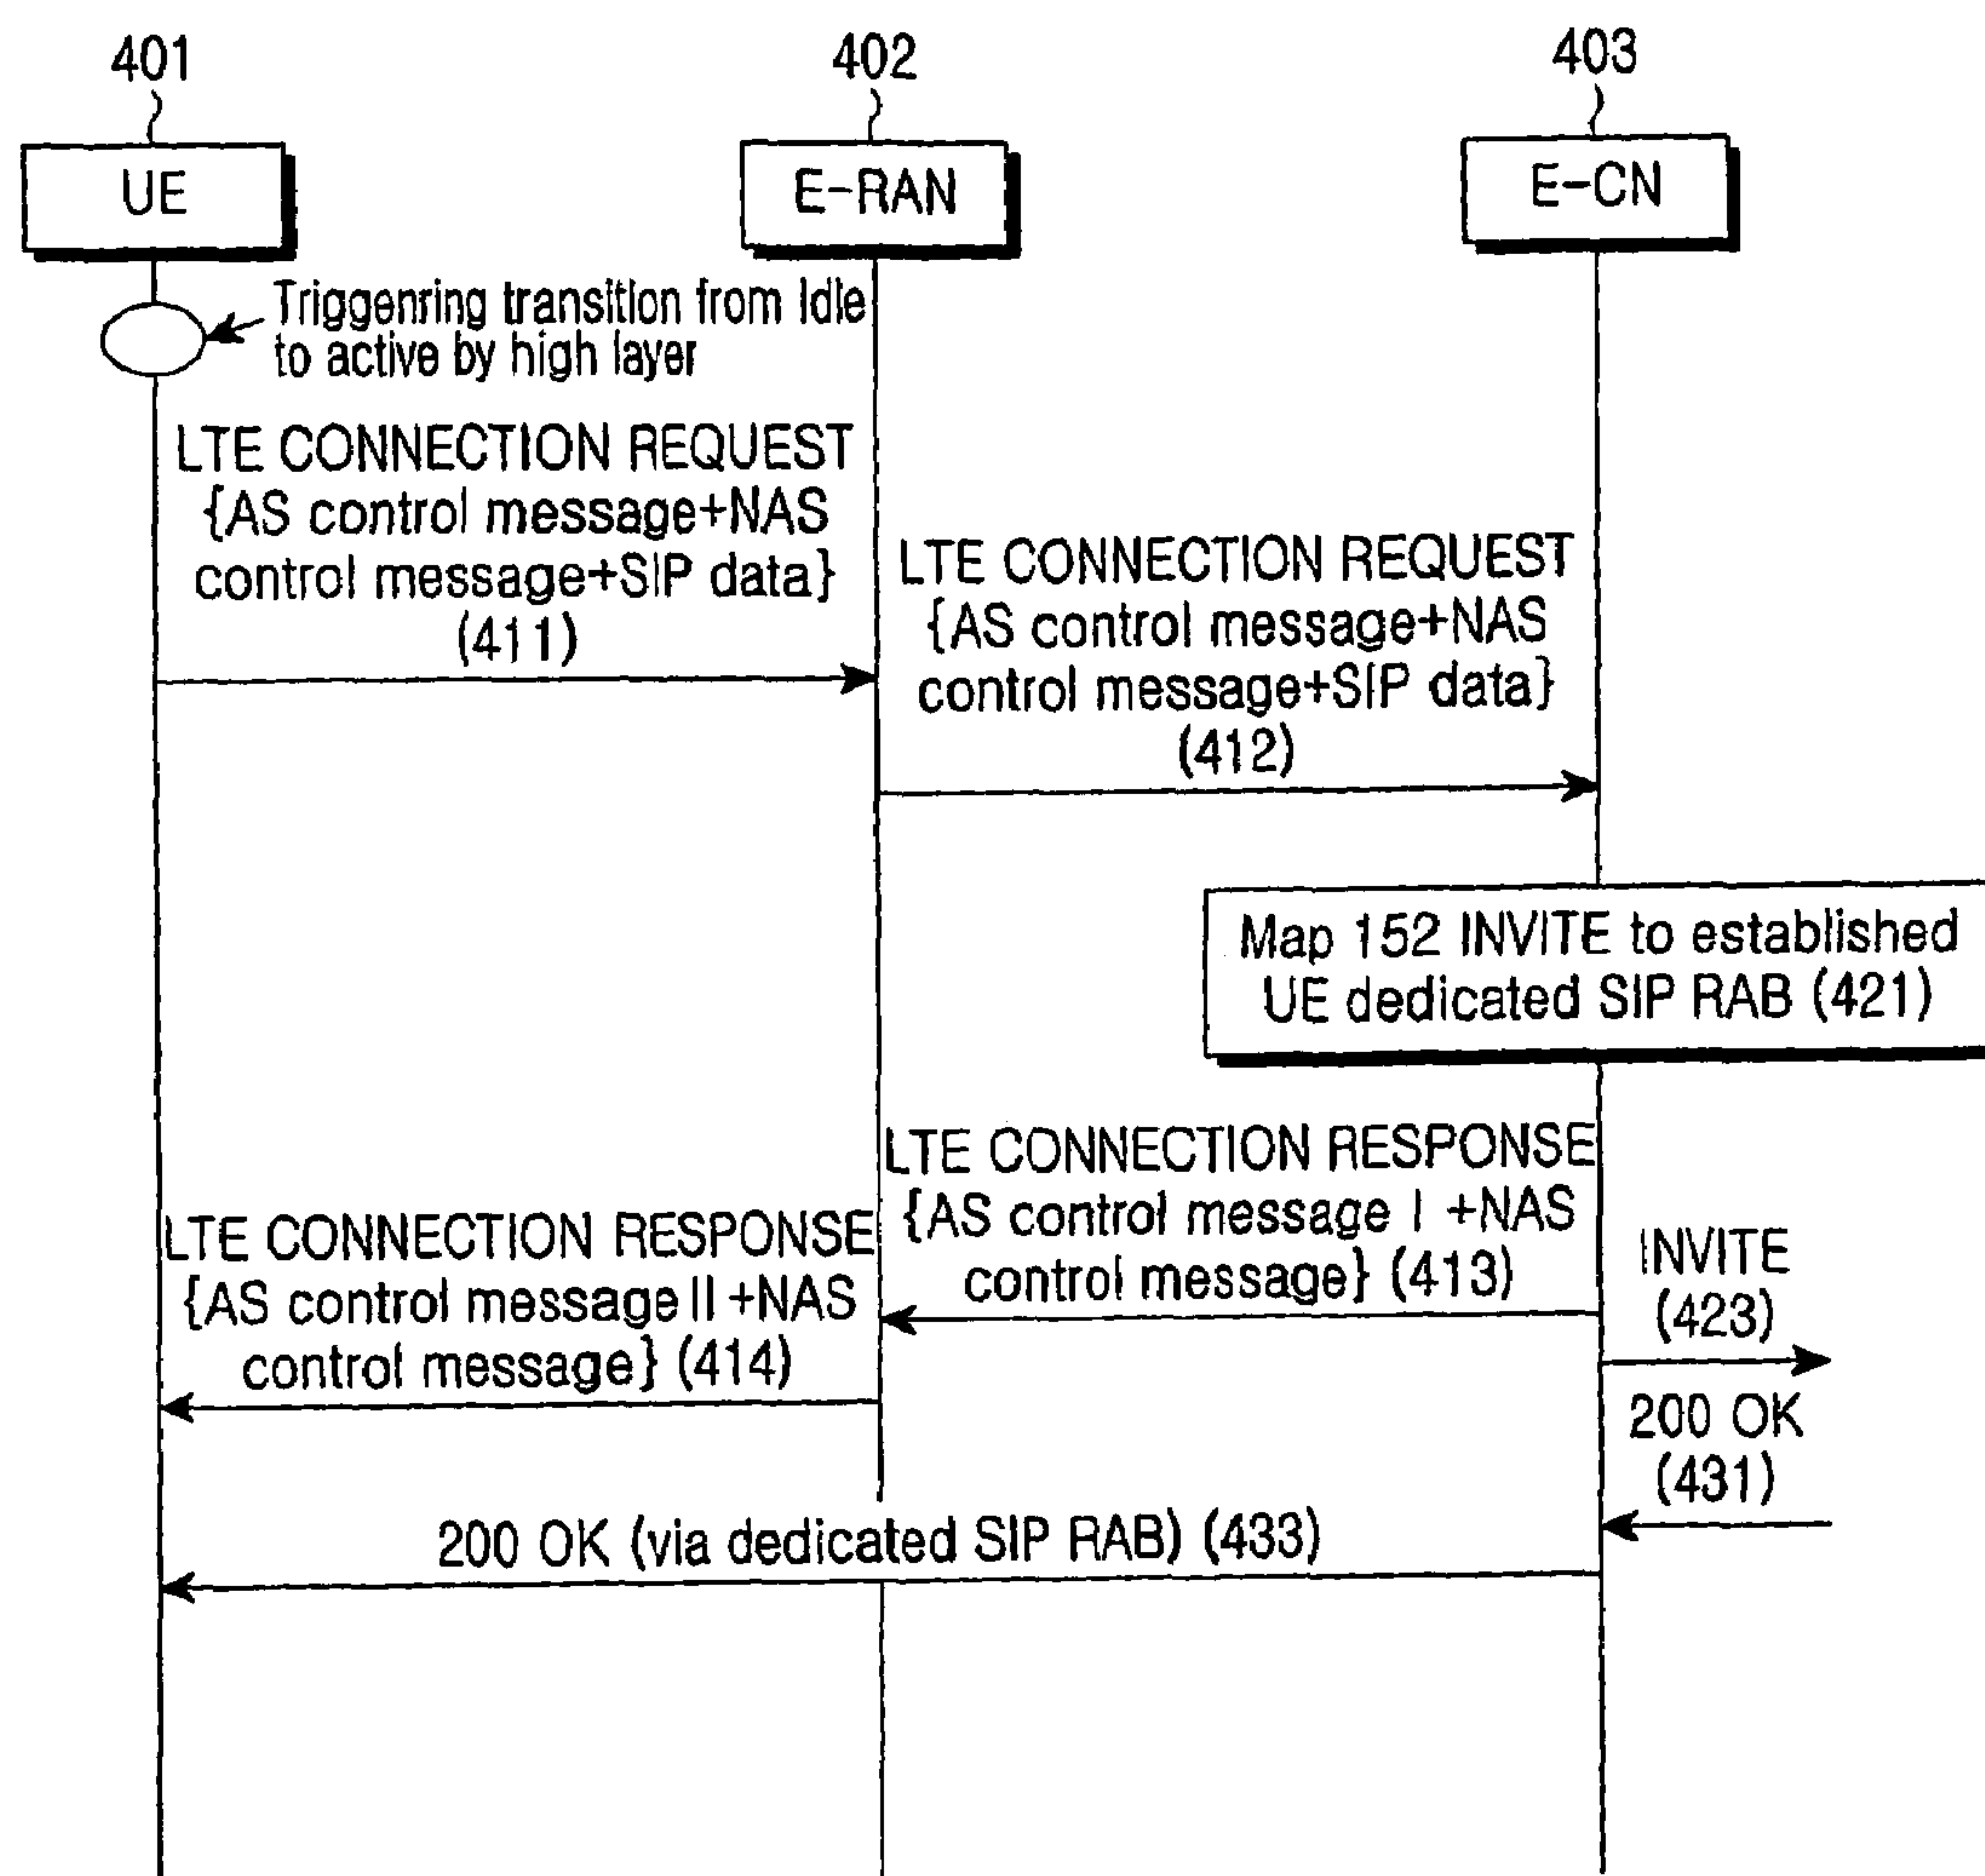 401
402
403
UE
E-RAN
E-CN
Triggenring transition from Idle
to active by high layer
LTE CONNECTION REQUEST
{AS control message+NAS
control message+SIP data}
(411)
LTE CONNECTION REQUEST
{AS control message+NAS
control message+SIP data}
(412)
Map 152 INVITE to established
UE dedicated SIP RAB (421)
LTE CONNECTION RESPONSE
{AS control message I +NAS
control message} (413)
LTE CONNECTION RESPONSE
{AS control message II +NAS
control message} (414)
INVITE
(423)
200 OK
(431)
200 OK (via dedicated SIP RAB) (433)